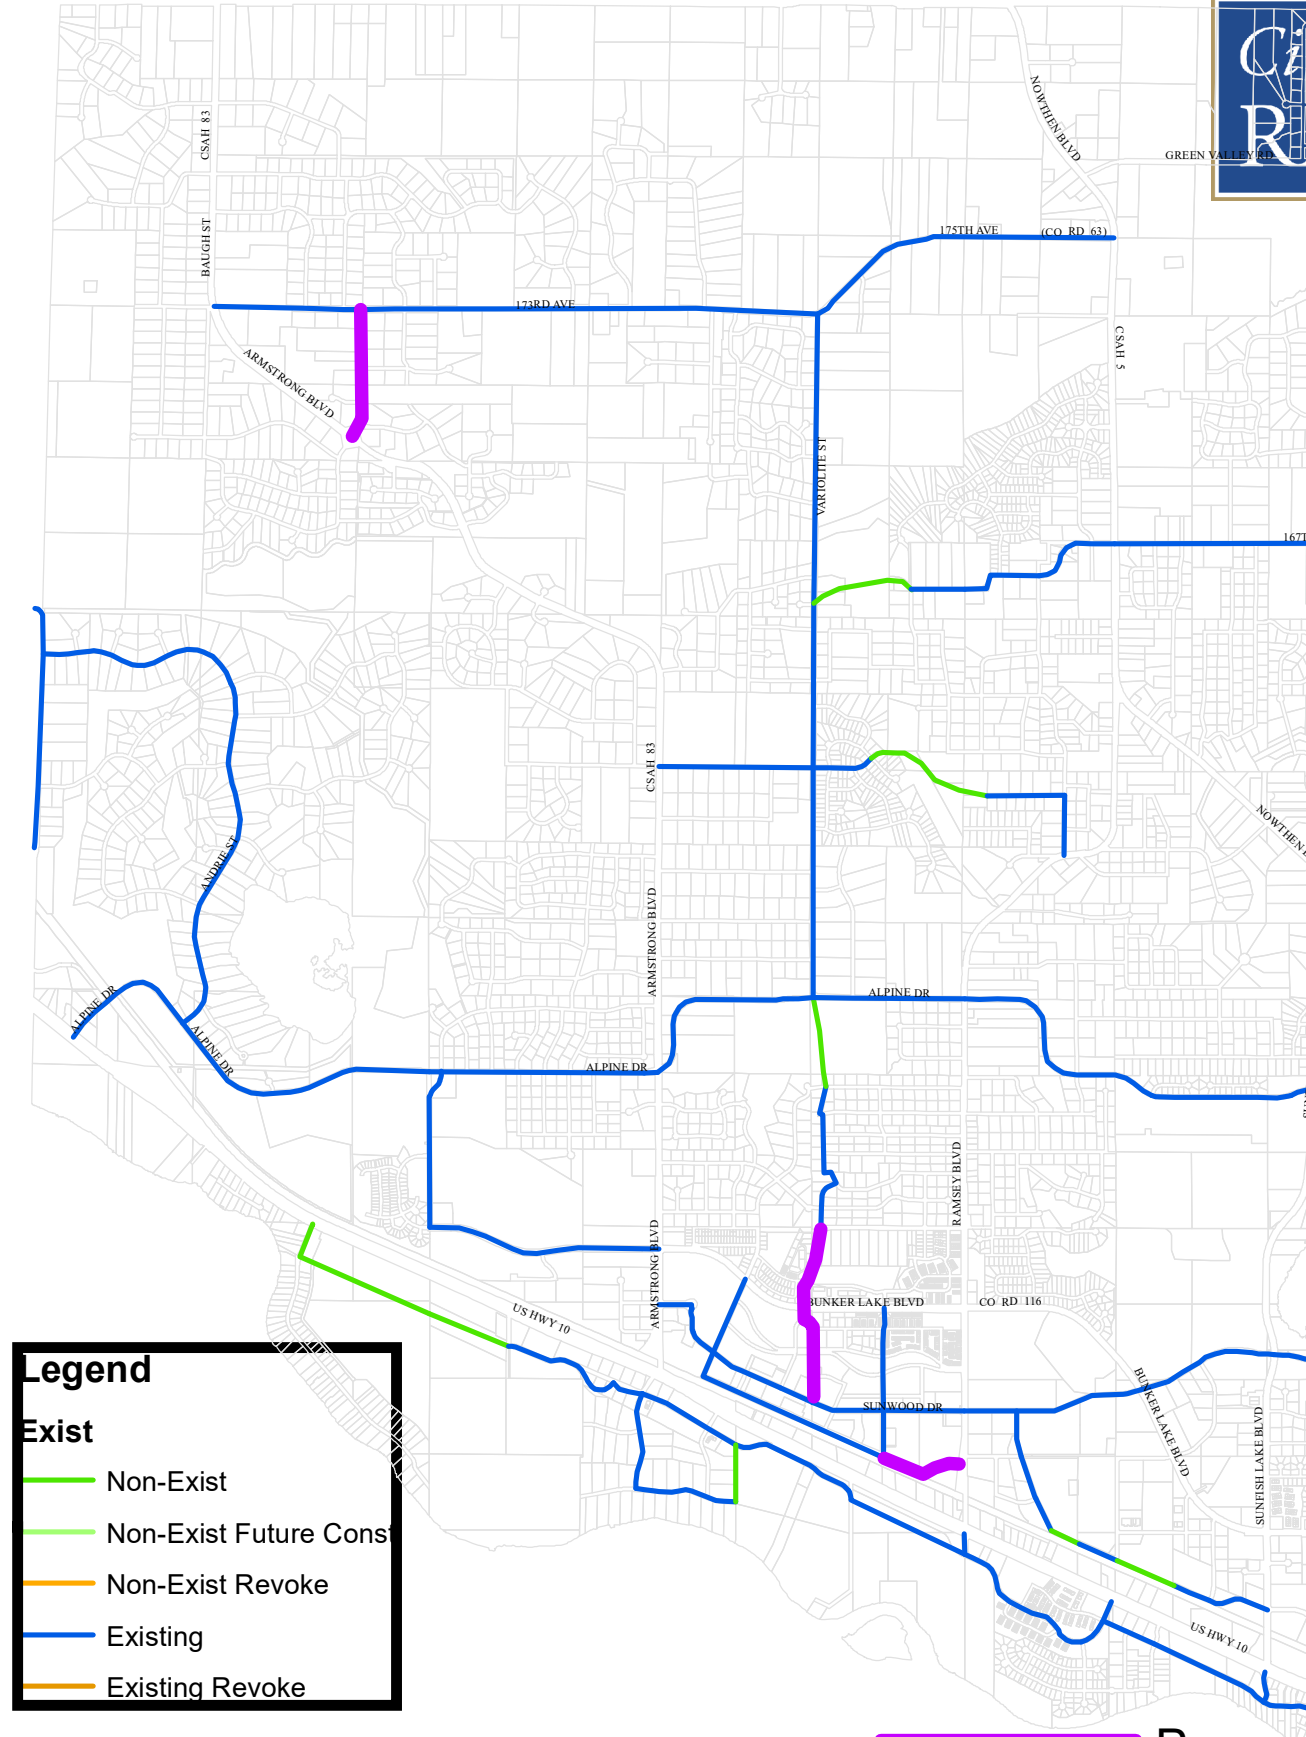 Ci
R
NOWTHEN BLVD
GREEN VALLEY RD
CSAH 83
BAUGH ST
175TH AVE
(CO RD 63)
173RD AVE
ARMSTRONG BLVD
CSAH 5
VARIOLITE ST
167T
CSAH 83
NOWTHEN
ANDRIE ST
ARMSTRONG BLVD
ALPINE DR
ALPINE DR
ALPINE DR
ALPINE DR
RAMSEY BLVD
ARMSTRONG BLVD
BUNKER LAKE BLVD
CO RD 116
US HWY 10
BUNKER LAKE BLVD
SUNWOOD DR
SUNFISH LAKE BLVD
US HWY 10
Legend
Exist
Non-Exist
Non-Exist Future Const
Non-Exist Revoke
Existing
Existing Revoke